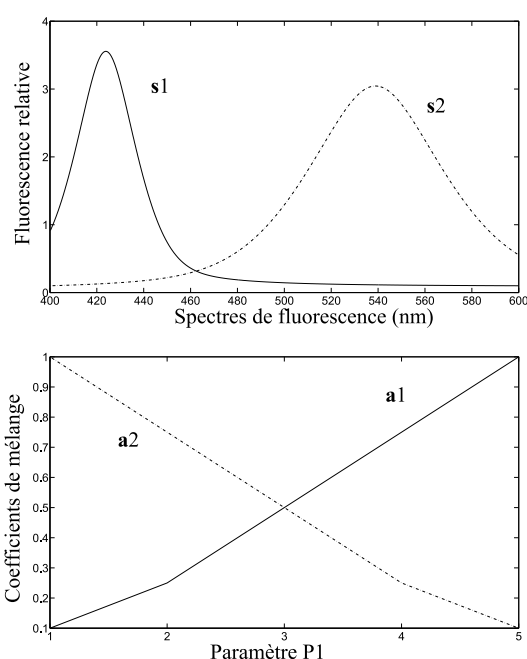 4
3
2
1
0
Fluorescence relative
s1
s2
400 420 440 460 480 500 520 540 560 580 600
Spectres de fluorescence (nm)
1
0.9
0.8
0.7
0.6
0.5
0.4
0.3
0.2
0.1
Coefficients de mélange
a1
a2
1 2 3 4 5
Paramètre P1